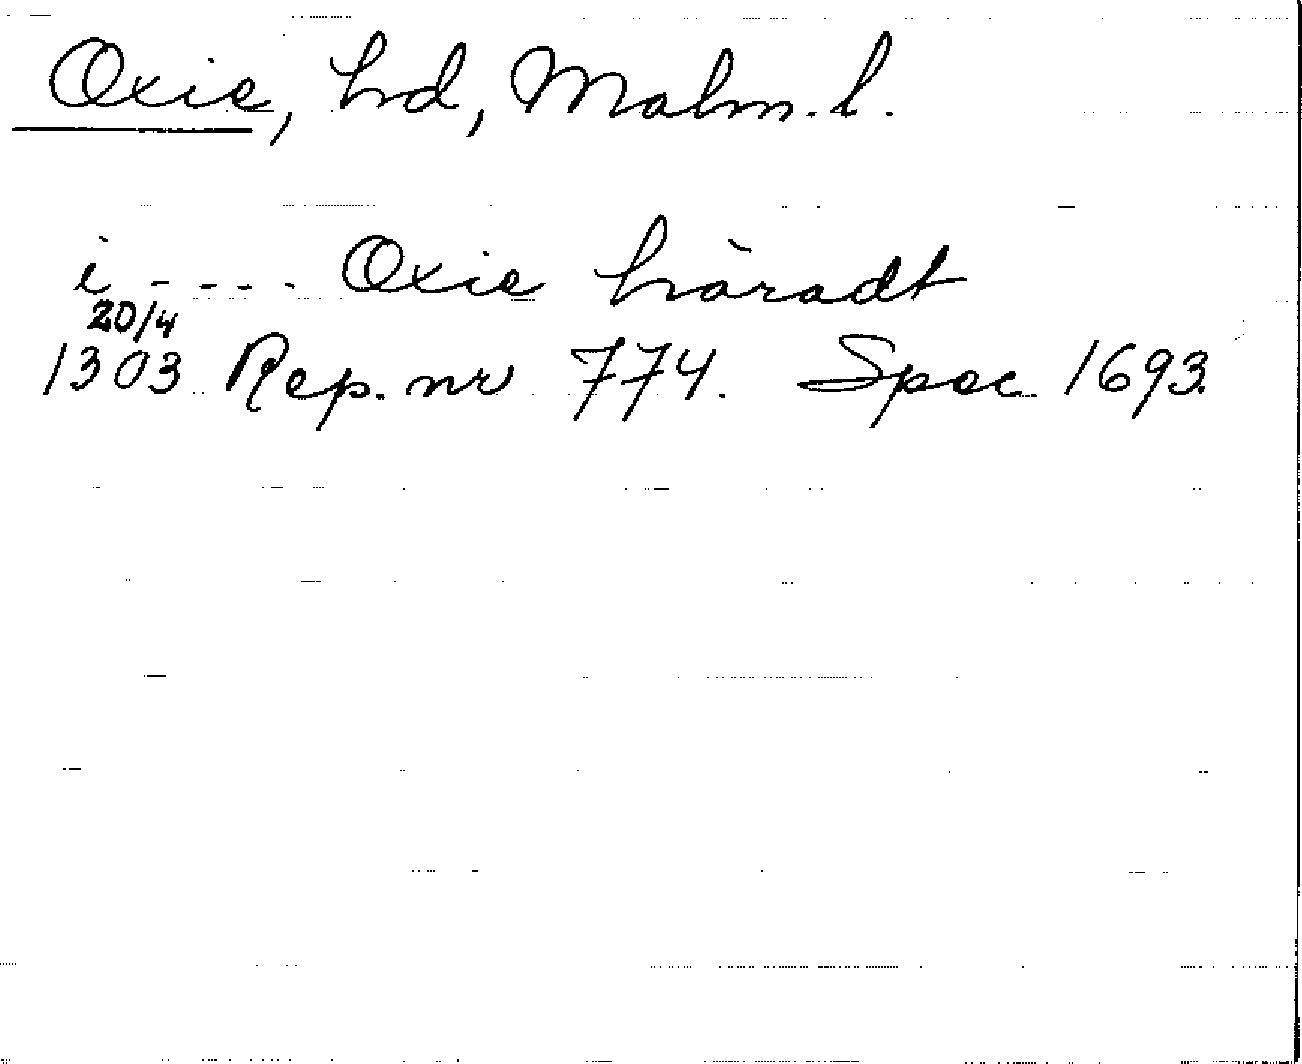 Oxie, hd, Malm. l.
i - - - - Oxie häradt
20/4
1303 Rep. nr 774. Spec 1693.